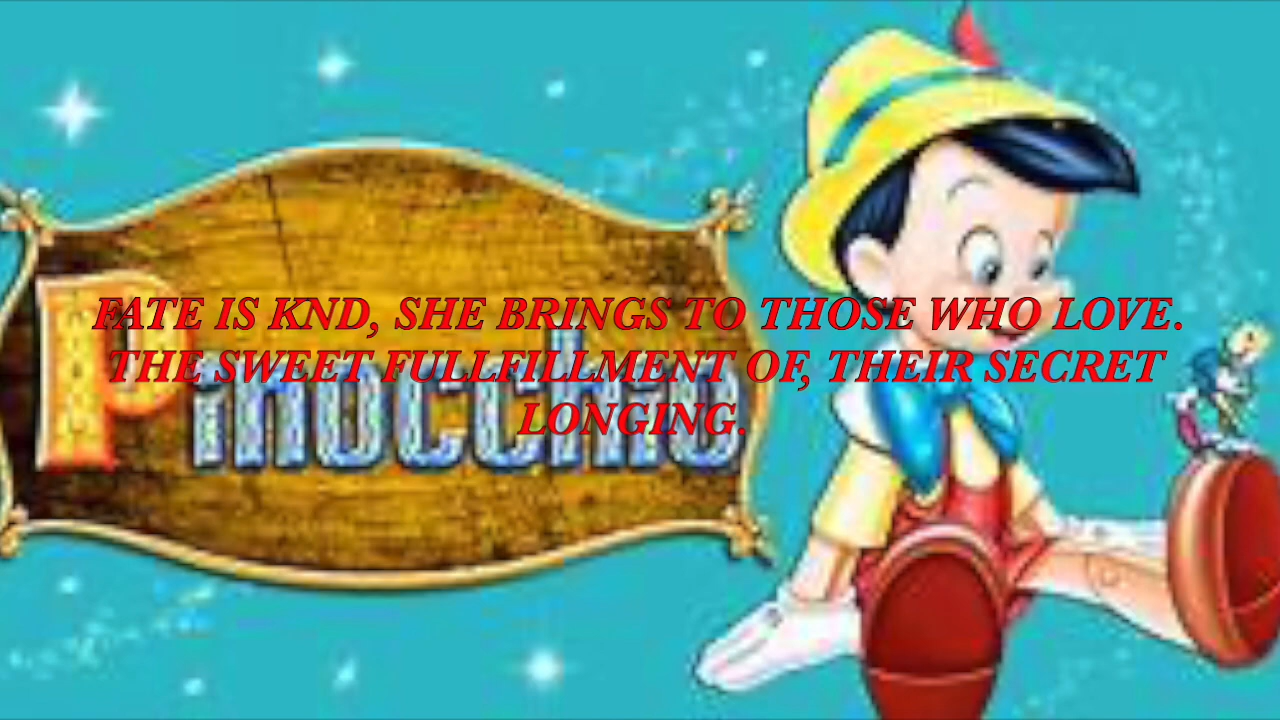 Pinocchio
FATE IS KND, SHE BRINGS TO THOSE WHO LOVE.
THE SWEET FULLFILLMENT OF, THEIR SECRET
LONGING.